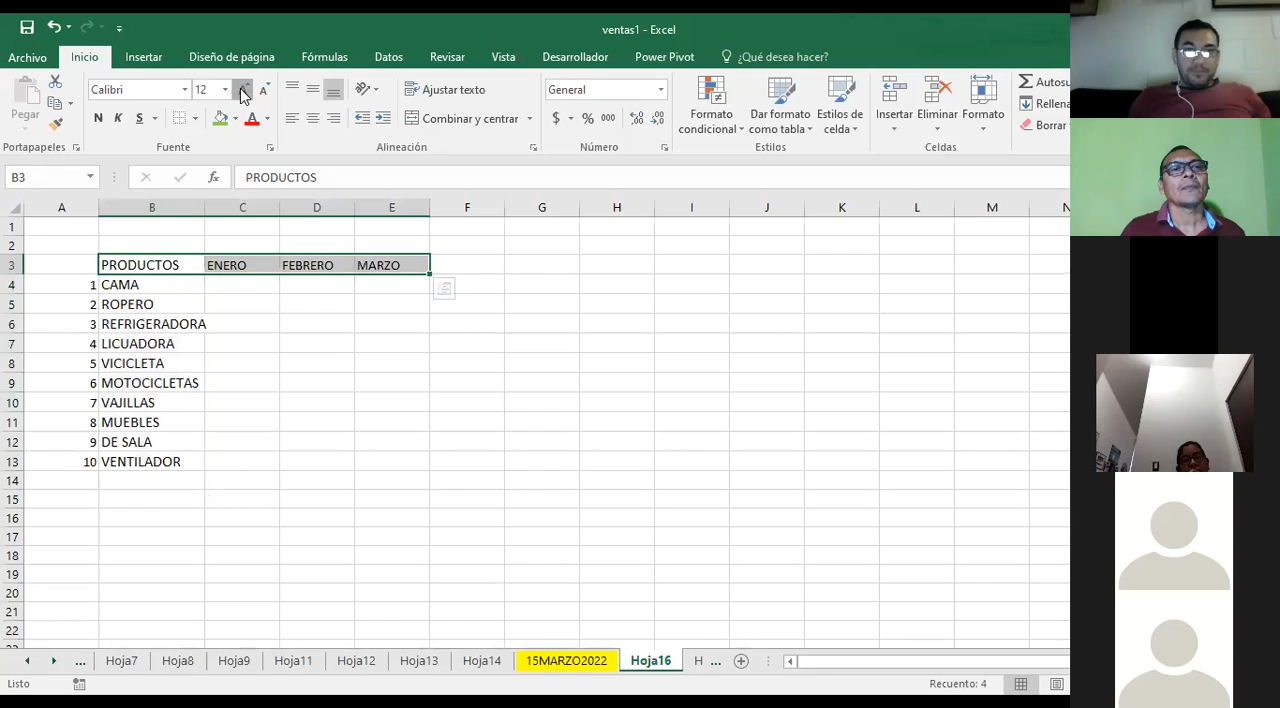 ventas1 - Excel
Archivo Inicio Insertar Diseño de página Fórmulas Datos Revisar Vista Desarrollador Power Pivot ¿Qué desea hacer?
Pegar
Calibri 12
N K S
Ajustar texto
Combinar y centrar
General
$ % 000
Formato condicional
Dar formato como tabla
Estilos de celda
Insertar Eliminar Formato
Autosu
Rellena
Borrar
Portapapeles Fuente Alineación Número Estilos Celdas
B3 fx PRODUCTOS
A B C D E F G H I J K L M N
1
2
3 PRODUCTOS ENERO FEBRERO MARZO
4 1 CAMA
5 2 ROPERO
6 3 REFRIGERADORA
7 4 LICUADORA
8 5 VICICLETA
9 6 MOTOCICLETAS
10 7 VAJILLAS
11 8 MUEBLES
12 9 DE SALA
13 10 VENTILADOR
14
15
16
17
18
19
20
21
22
... Hoja7 Hoja8 Hoja9 Hoja11 Hoja12 Hoja13 Hoja14 15MARZO2022 Hoja16 H ...
Listo Recuento: 4